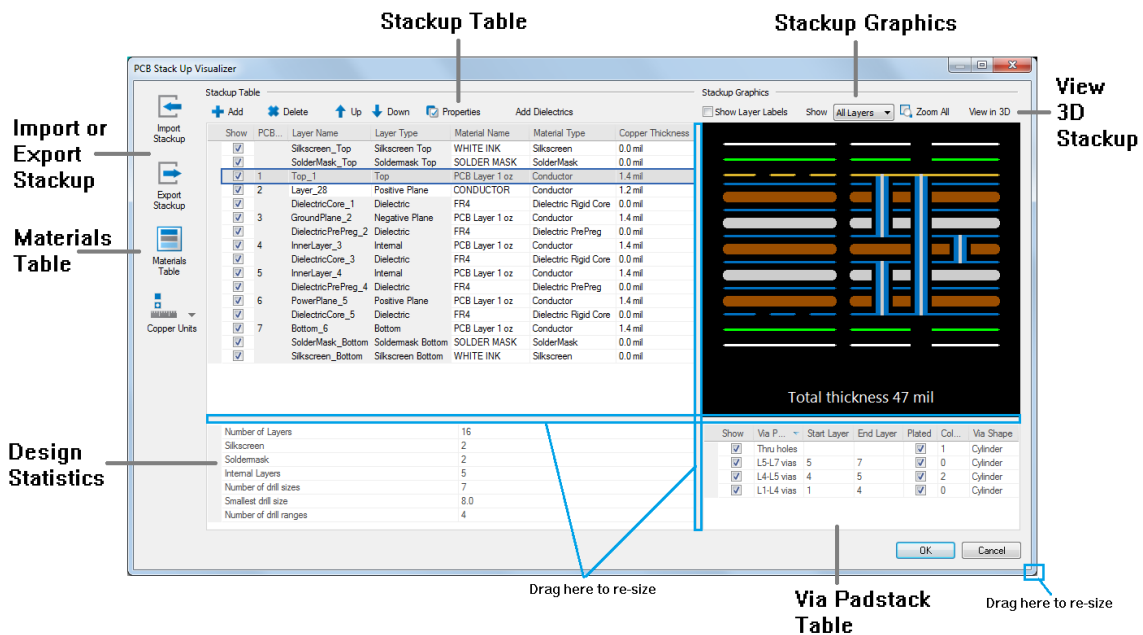 Stackup Table
Stackup Graphics
View
3D
Stackup
Import or
Export
Stackup
Materials
Table
Design
Statistics
PCB Stack Up Visualizer
Import
Stackup
Export
Stackup
Materials
Table
Copper Units
Stackup Table
Add Delete Up Down Properties Add Dielectrics
Show PCB... Layer Name Layer Type Material Name Material Type Copper Thickness
Silkscreen_Top Silkscreen Top WHITE INK Silkscreen 0.0 mil
SolderMask_Top Soldermask Top SOLDER MASK SolderMask 0.0 mil
1 Top_1 Top PCB Layer 1 oz Conductor 1.4 mil
2 Layer_28 Positive Plane CONDUCTOR Conductor 1.2 mil
DielectricCore_1 Dielectric FR4 Dielectric Rigid Core 0.0 mil
3 GroundPlane_2 Negative Plane PCB Layer 1 oz Conductor 1.4 mil
DielectricPrePreg_2 Dielectric FR4 Dielectric PrePreg 0.0 mil
4 InnerLayer_3 Internal PCB Layer 1 oz Conductor 1.4 mil
DielectricCore_3 Dielectric FR4 Dielectric Rigid Core 0.0 mil
5 InnerLayer_4 Internal PCB Layer 1 oz Conductor 1.4 mil
DielectricPrePreg_4 Dielectric FR4 Dielectric PrePreg 0.0 mil
6 PowerPlane_5 Positive Plane PCB Layer 1 oz Conductor 1.4 mil
DielectricCore_5 Dielectric FR4 Dielectric Rigid Core 0.0 mil
7 Bottom_6 Bottom PCB Layer 1 oz Conductor 1.4 mil
SolderMask_Bottom Soldermask Bottom SOLDER MASK SolderMask 0.0 mil
Silkscreen_Bottom Silkscreen Bottom WHITE INK Silkscreen 0.0 mil
Stackup Graphics
Show Layer Labels Show All Layers Zoom All View in 3D
Total thickness 47 mil
Number of Layers 16
Silkscreen 2
Soldermask 2
Internal Layers 5
Number of drill sizes 7
Smallest drill size 8.0
Number of drill ranges 4
Show Via P... Start Layer End Layer Plated Col... Via Shape
Thru holes 1 Cylinder
L5-L7 vias 5 7 0 Cylinder
L4-L5 vias 4 5 2 Cylinder
L1-L4 vias 1 4 0 Cylinder
OK Cancel
Drag here to re-size
Via Padstack
Table
Drag here to re-size